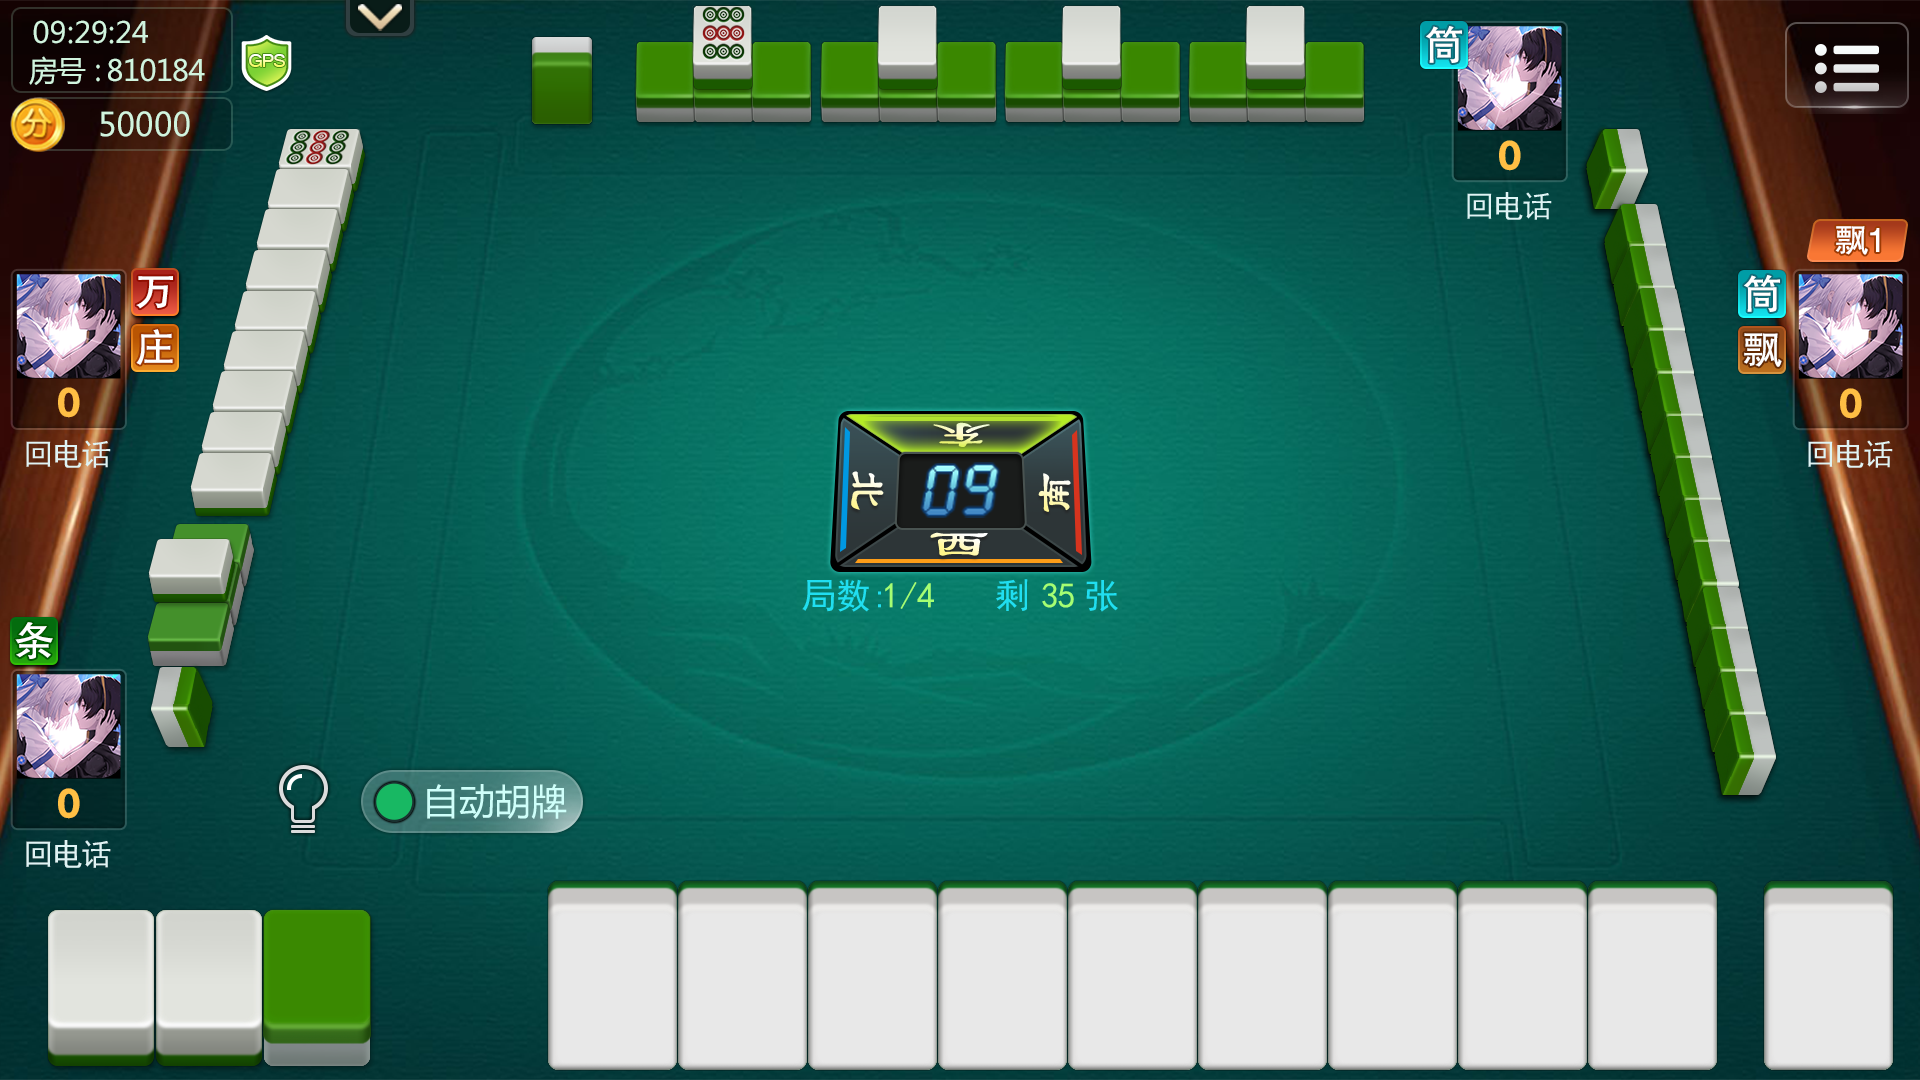 09:29:24
房号 : 810184
GPS
分 50000
筒
0
回电话
飘1
万
庄
0
回电话
筒
飘
0
回电话
东
北
09
南
西
局数 :1/4 剩 35 张
条
0
回电话
自动胡牌